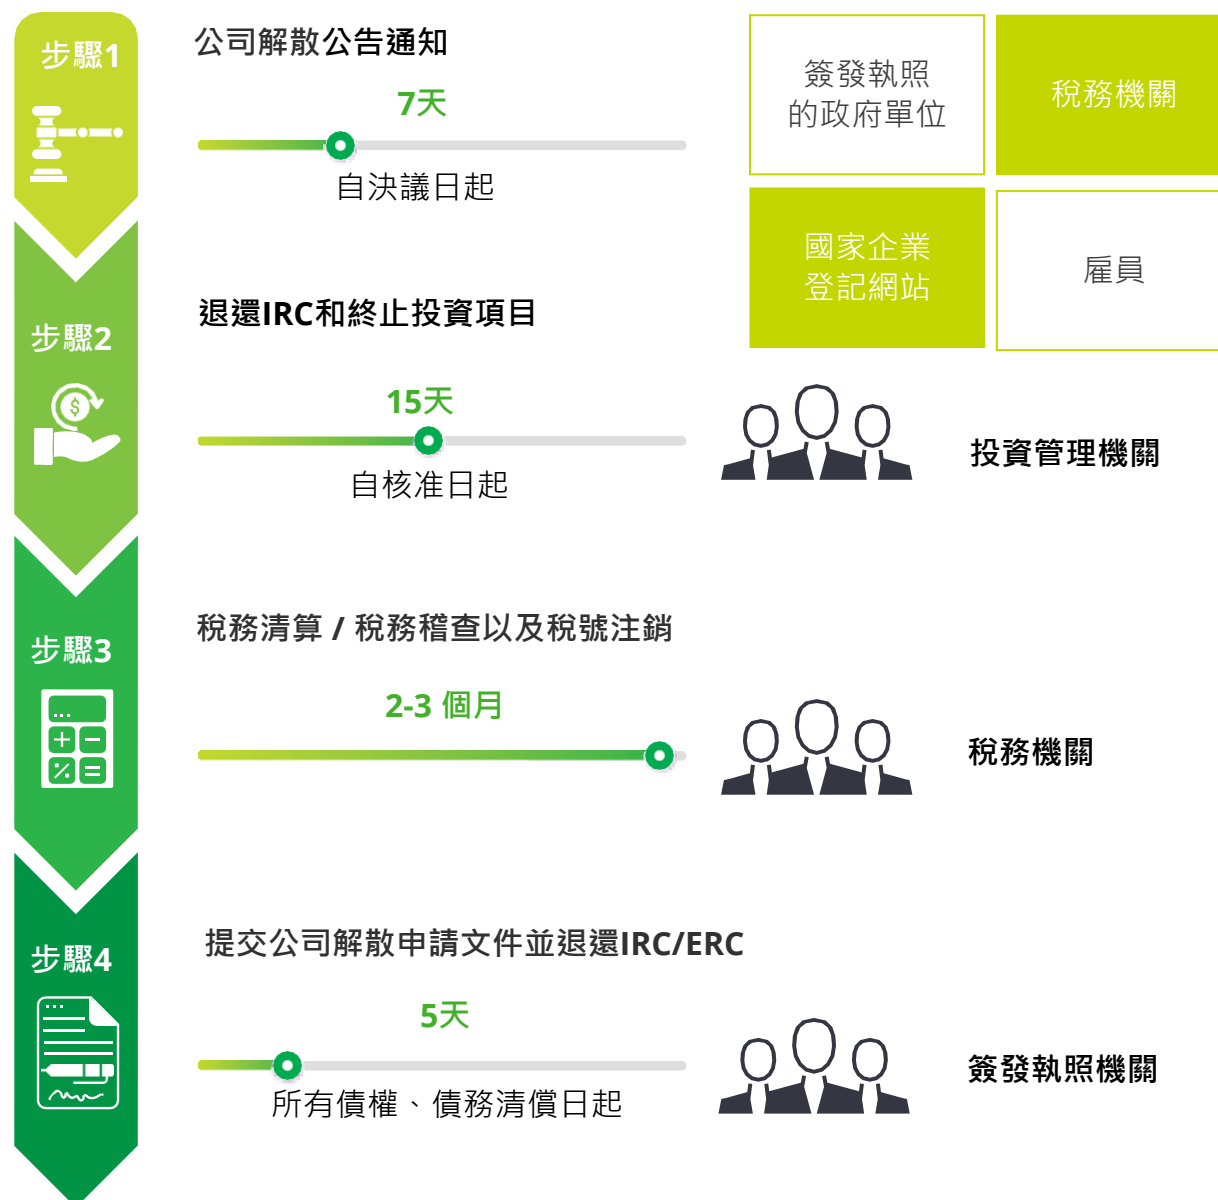 步驟1
公司解散公告通知
7天
自決議日起
簽發執照
的政府單位
稅務機關
國家企業
登記網站
雇員
步驟2
退還IRC和終止投資項目
15天
自核准日起
投資管理機關
步驟3
稅務清算 / 稅務稽查以及稅號注銷
2-3 個月
稅務機關
步驟4
提交公司解散申請文件並退還IRC/ERC
5天
所有債權、債務清償日起
簽發執照機關